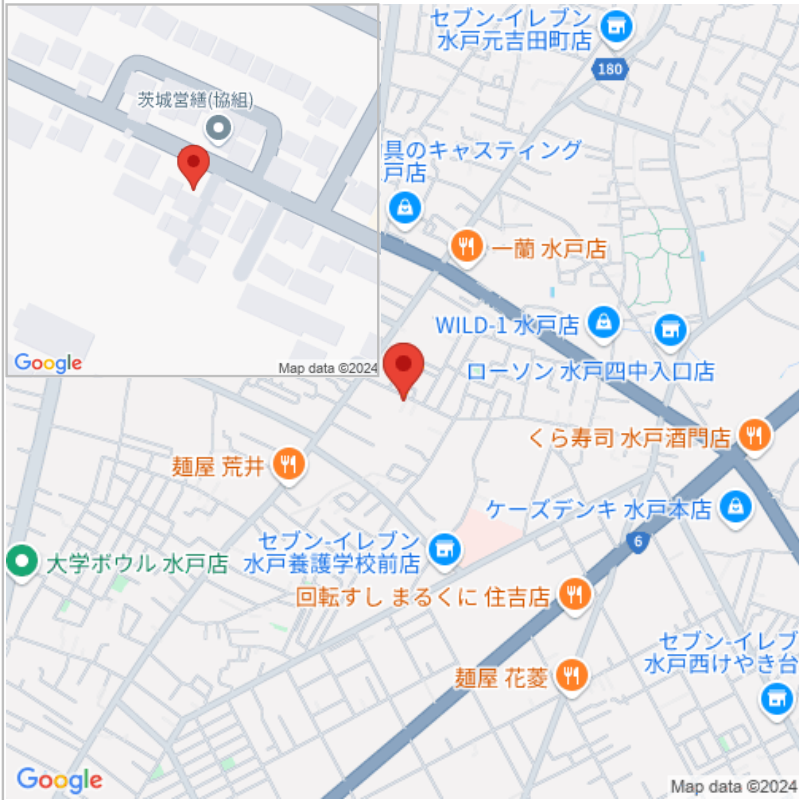 茨城営繕(協組)
Google
Map data ©2024
セブン-イレブン
水戸元吉田町店
180
具のキャスティング
戸店
一蘭 水戸店
WILD-1 水戸店
ローソン 水戸四中入口店
くら寿司 水戸酒門店
麺屋 荒井
ケーズデンキ 水戸本店
6
セブン-イレブン
水戸養護学校前店
大学ボウル 水戸店
回転すし まるくに 住吉店
セブン-イレブ
水戸西けやき台
麺屋 花菱
Google
Map data ©2024